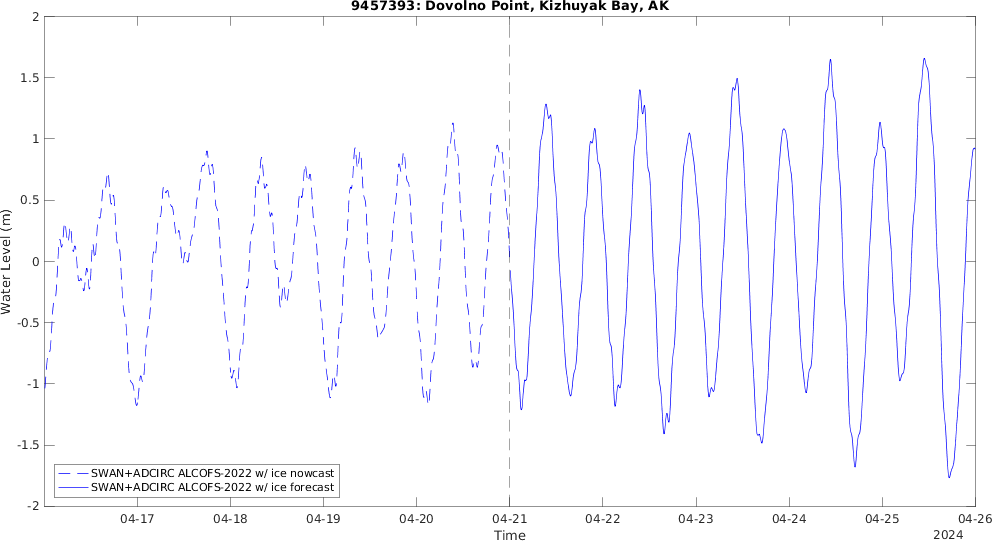 9457393: Dovolno Point, Kizhuyak Bay, AK
Water Level (m)
2
1.5
1
0.5
0
-0.5
-1
-1.5
-2
SWAN+ADCIRC ALCOFS-2022 w/ ice nowcast
SWAN+ADCIRC ALCOFS-2022 w/ ice forecast
04-17 04-18 04-19 04-20 04-21 04-22 04-23 04-24 04-25 04-26
Time
2024